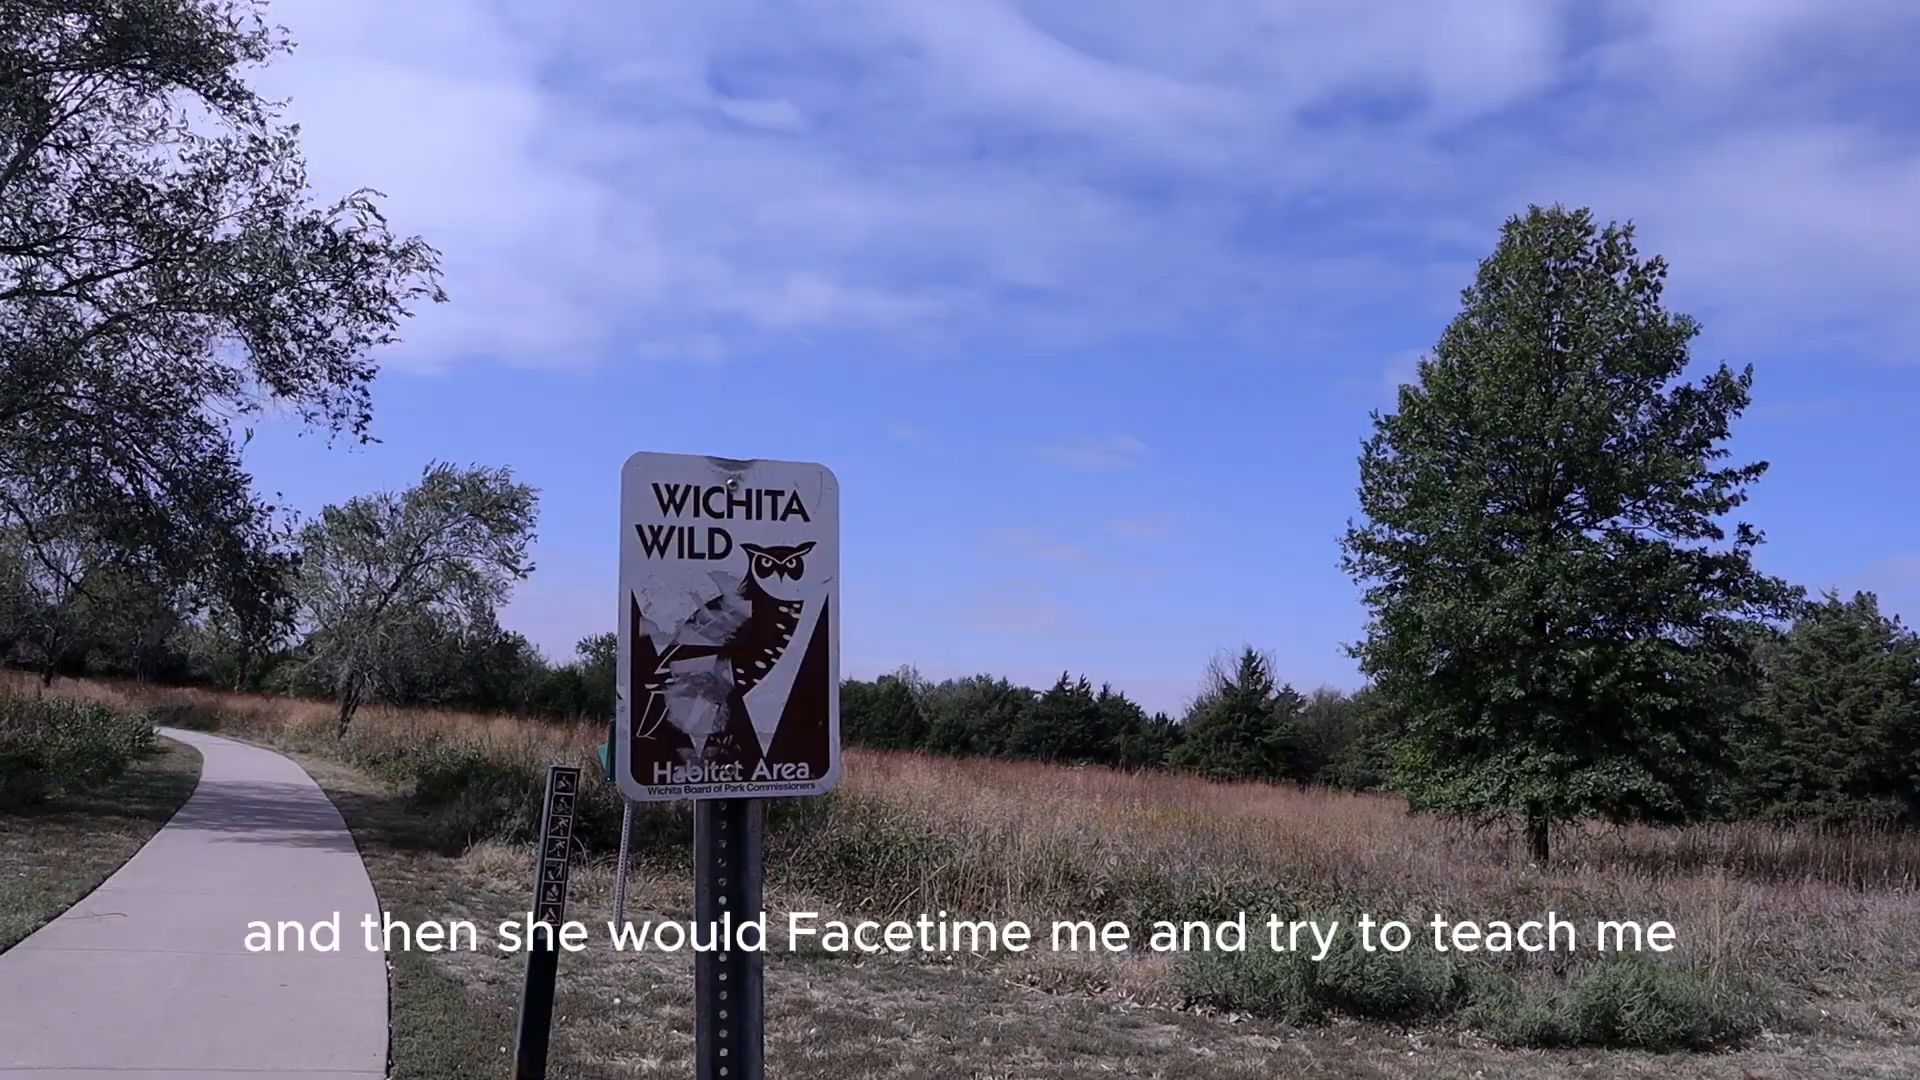 WICHITA
WILD
Habitat Area
Wichita Board of Park Commissioners
and then she would Facetime me and try to teach me